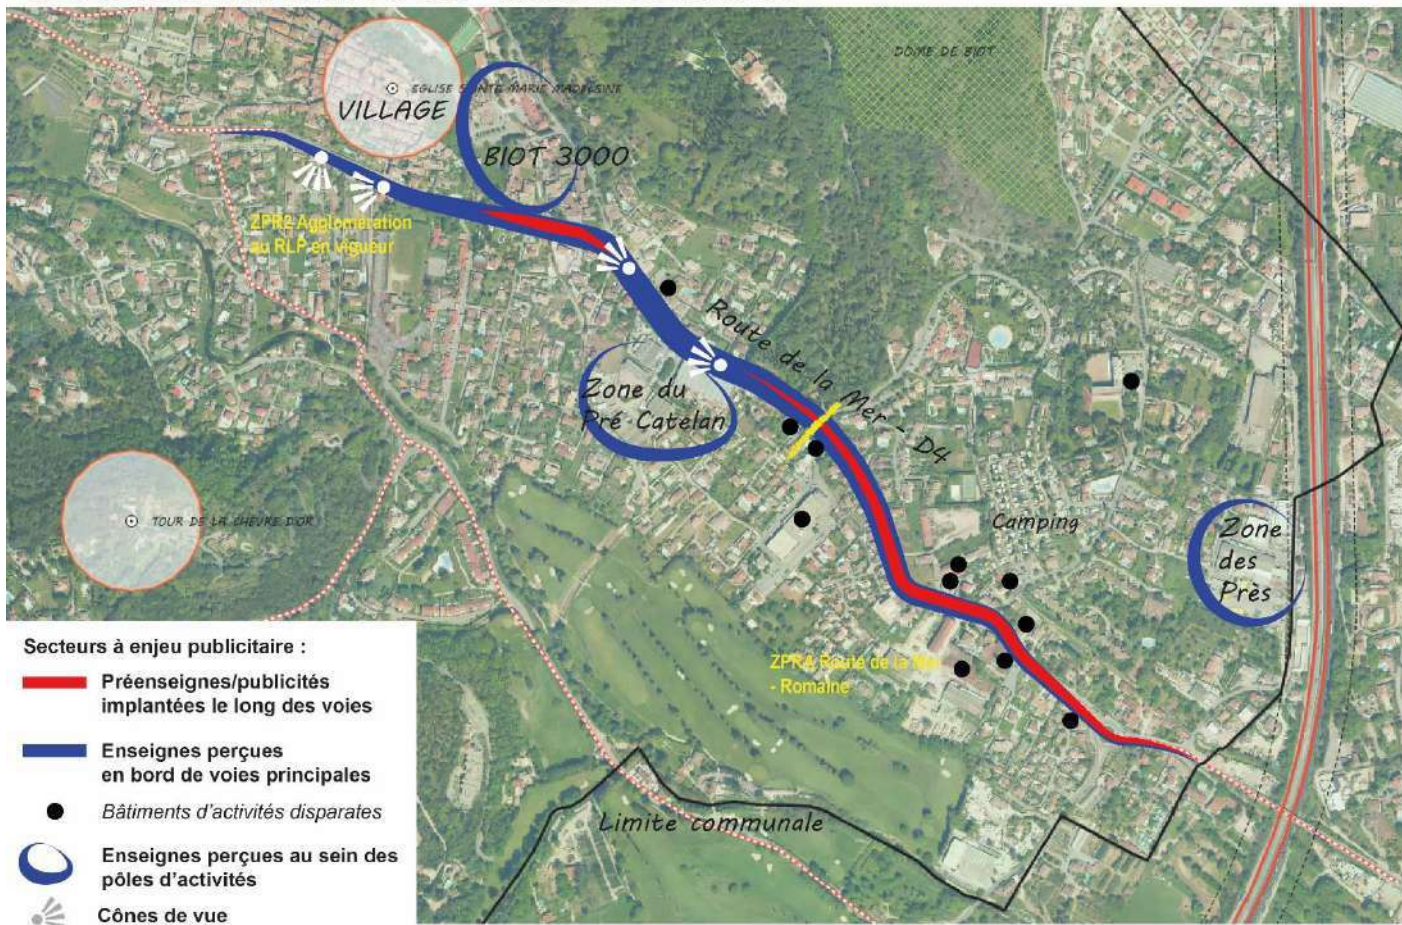 DOME DE BIOT
EGLISE SAINTE MARIE MADELEINE
VILLAGE
BIOT 3000
ZPR2 Agglomération
au RLP en vigueur
Route de la Mer - D4
Zone du
Pré Catelan
TOUR DE LA CHEVRE D'OR
Camping
Zone
des
Près
ZPR4 Route de la Mer
- Romaine
Limite communale
Secteurs à enjeu publicitaire :
Préenseignes/publicités
implantées le long des voies
Enseignes perçues
en bord de voies principales
Bâtiments d'activités disparates
Enseignes perçues au sein des
pôles d'activités
Cônes de vue